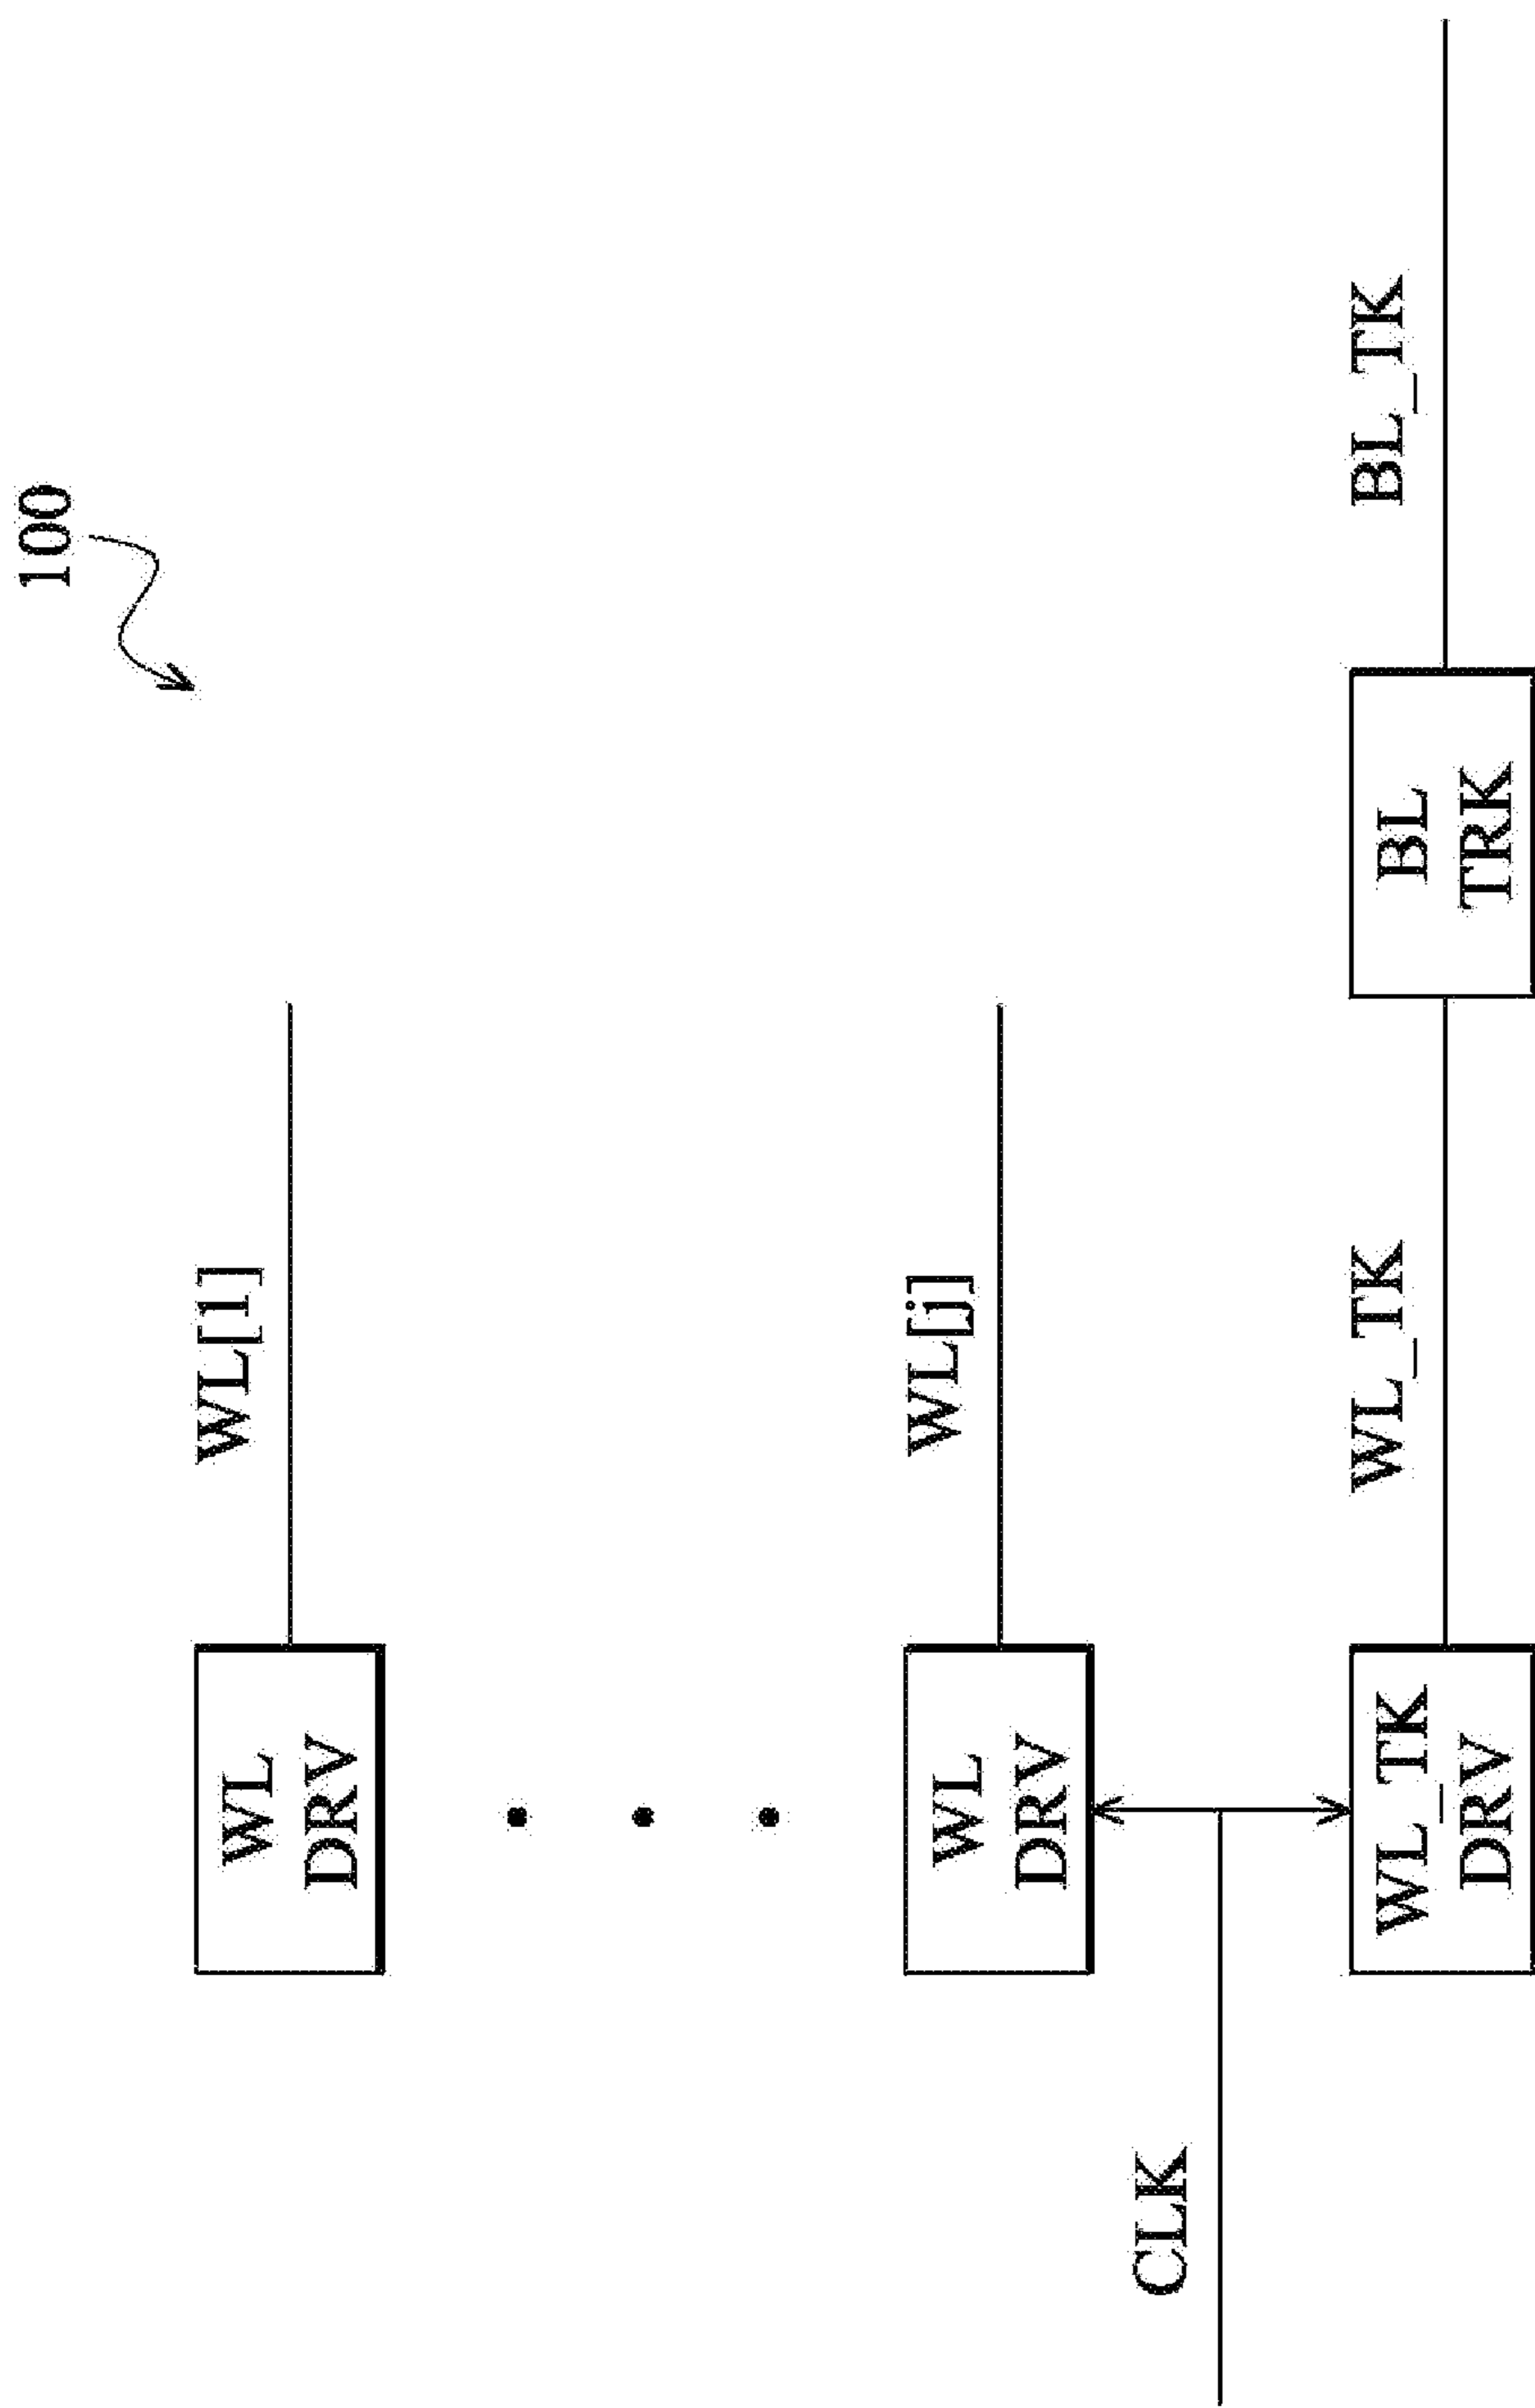 100
WL[1]
WL
DRV
WL[j]
WL
DRV
CLK
WL_TK
DRV
WL_TK
BL
TRK
BL_TK